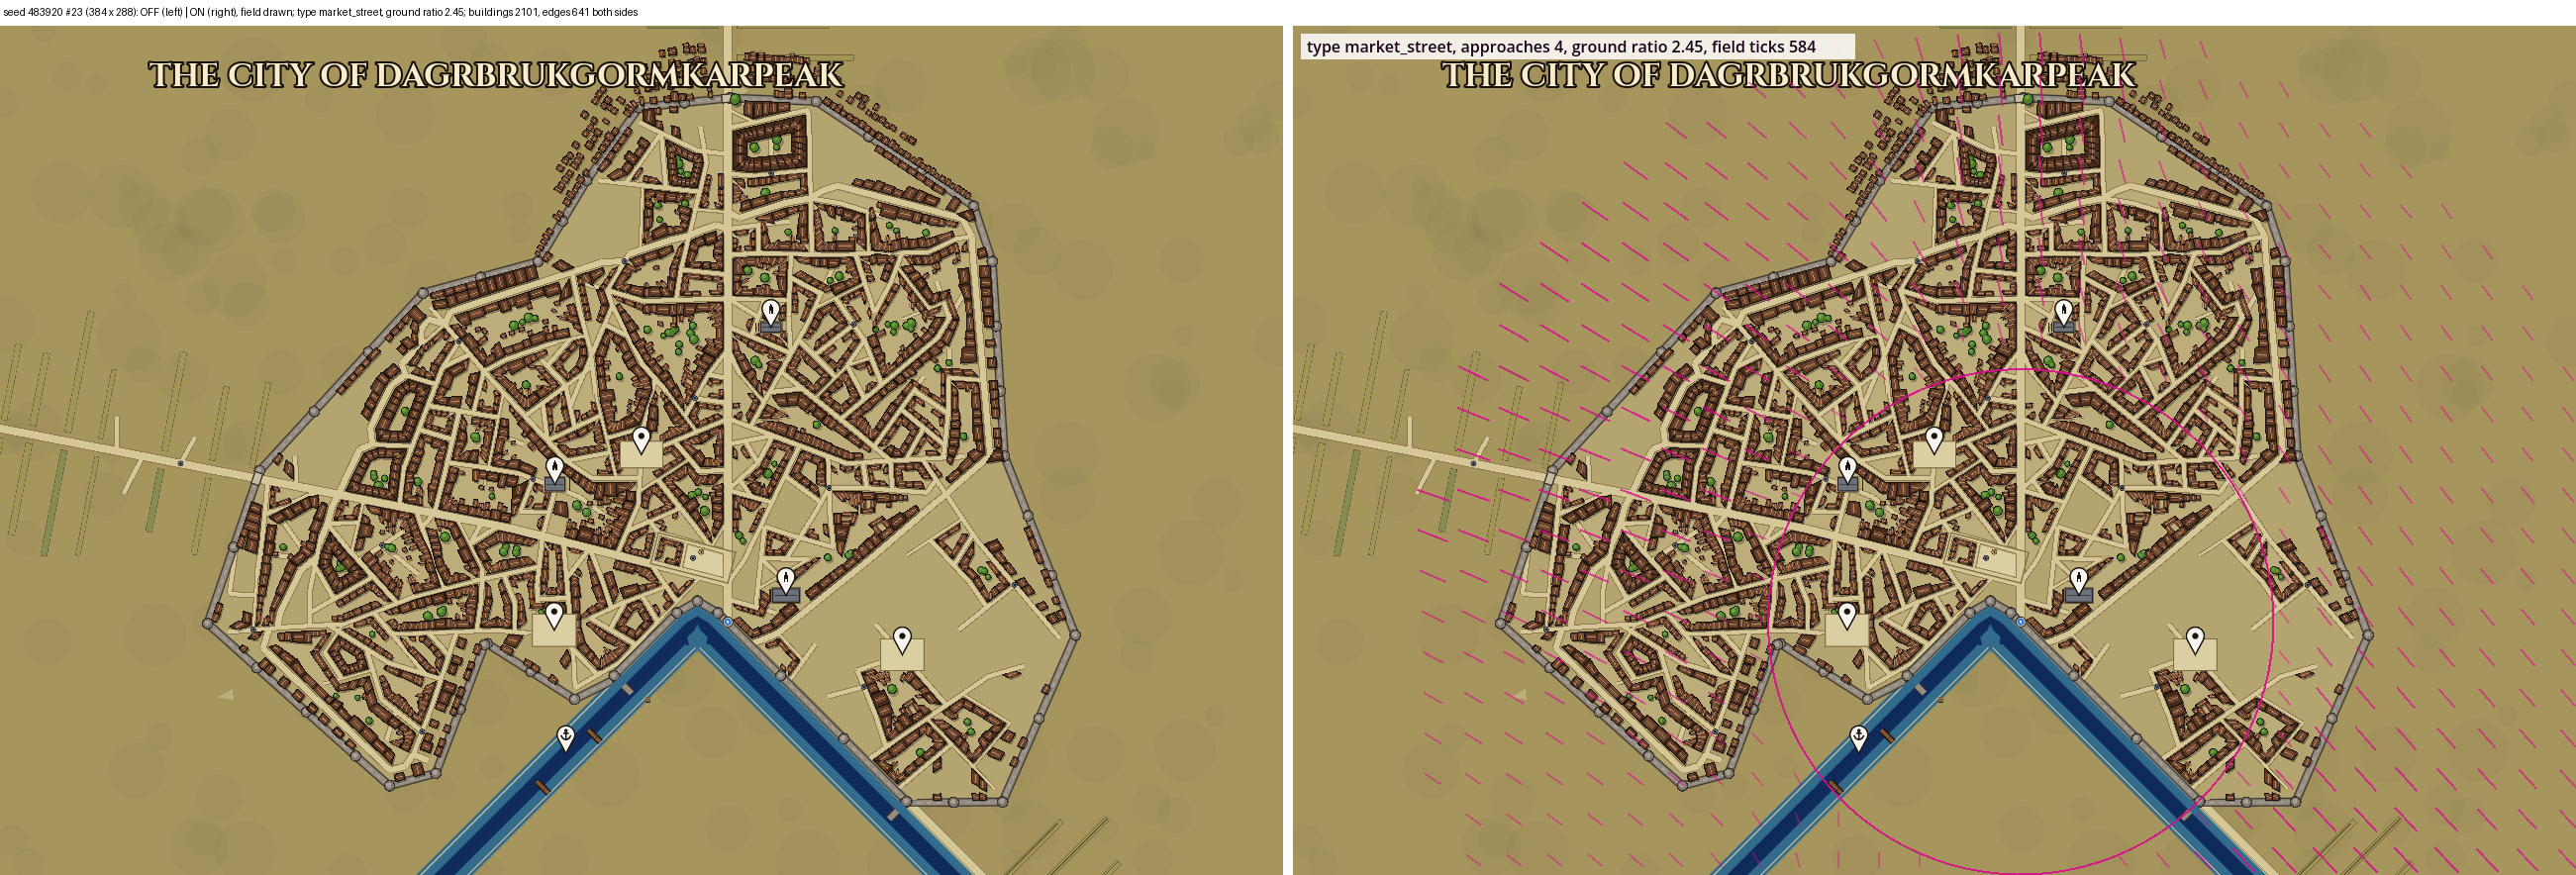 seed 483920 #23 (384 x 288): OFF (left) | ON (right), field drawn; type market_street, ground ratio 2.45; buildings 2101, edges 641 both sides
type market_street, approaches 4, ground ratio 2.45, field ticks 584
THE CITY OF DAGRBRUKGORMKARPEAK
THE CITY OF DAGRBRUKGORMKARPEAK